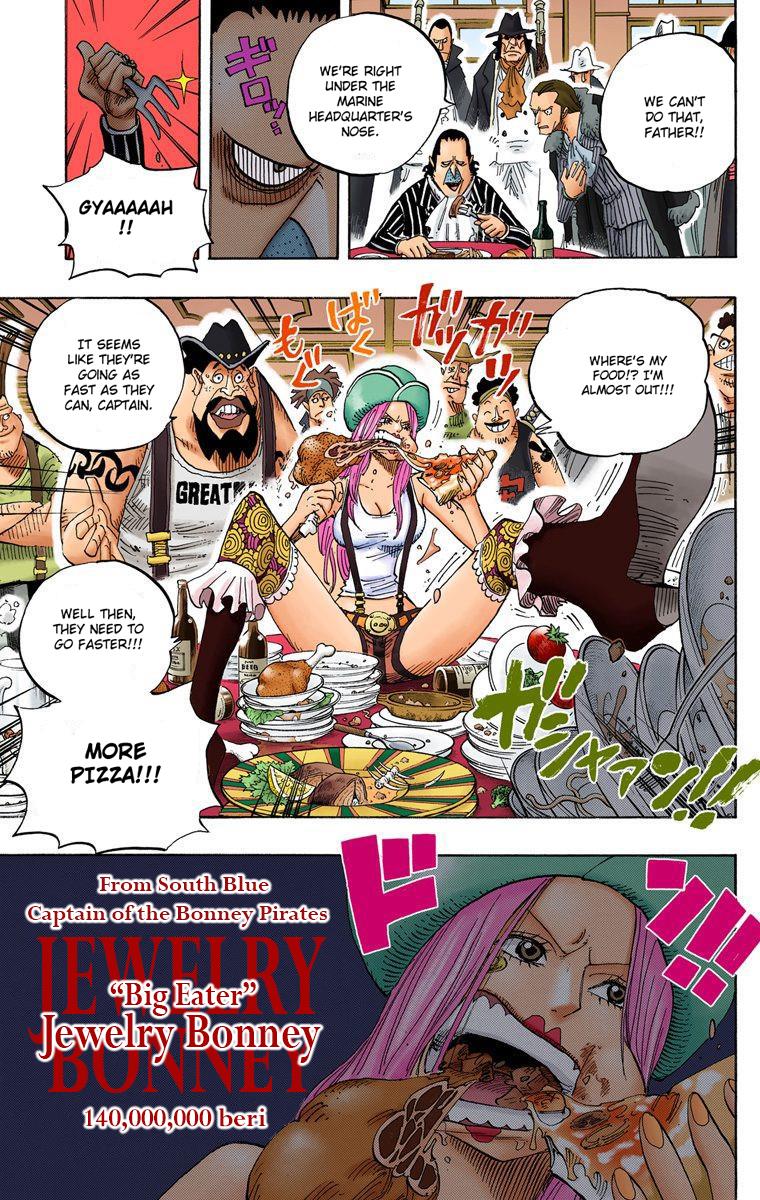 WE CAN'T
DO THAT,
FATHER!!
WE'RE RIGHT
UNDER THE
MARINE
HEADQUARTER'S
NOSE.
ギロッ…
GYAAAAAH
!!
WHERE'S MY
FOOD!? I'M
ALMOST OUT!!!
ガツガツ
ばく
もぐ
IT SEEMS
LIKE THEY'RE
GOING AS
FAST AS THEY
CAN, CAPTAIN.
GREAT
WELL THEN,
THEY NEED TO
GO FASTER!!!
MORE
PIZZA!!!
ガシャアン!!
ドン!!!
From South Blue
Captain of the Bonney Pirates
JEWELRY
BONNEY
“Big Eater”
Jewelry Bonney
140,000,000 beri